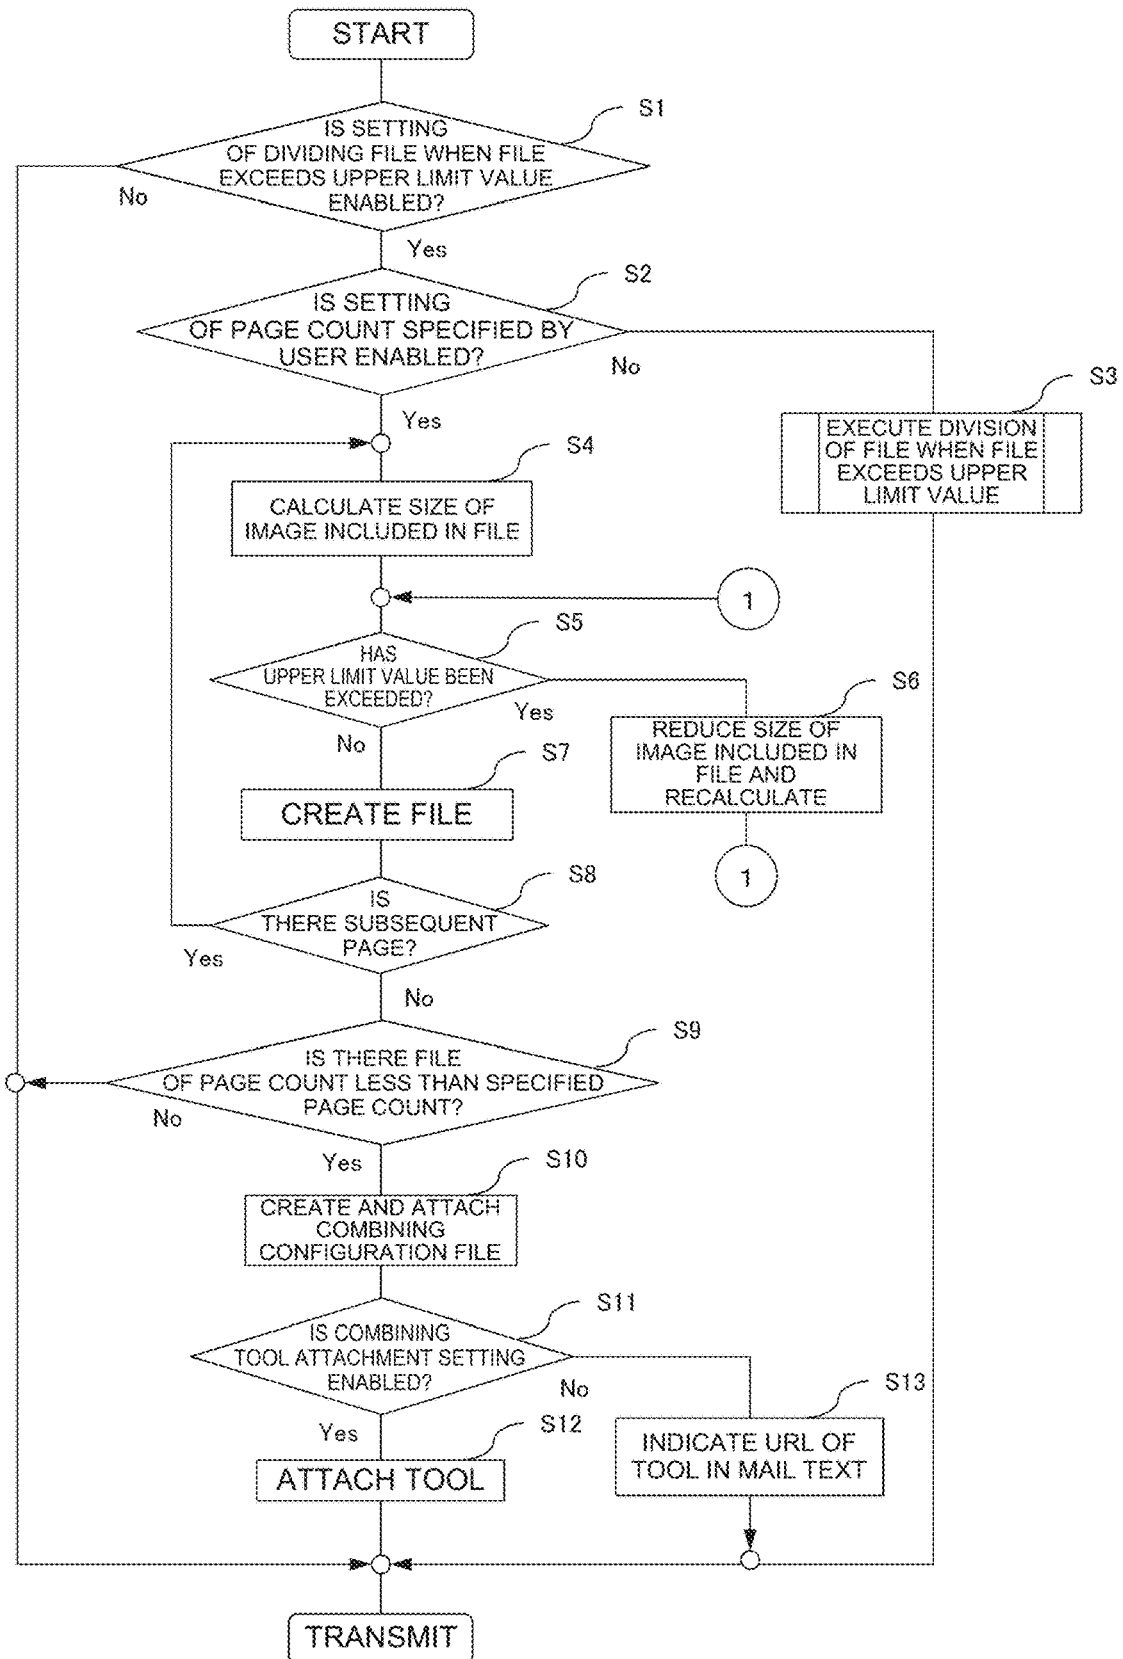 START
S1
IS SETTING
OF DIVIDING FILE WHEN FILE
EXCEEDS UPPER LIMIT VALUE
ENABLED?
No
Yes
S2
IS SETTING
OF PAGE COUNT SPECIFIED BY
USER ENABLED?
No
Yes
S3
EXECUTE DIVISION
OF FILE WHEN FILE
EXCEEDS UPPER
LIMIT VALUE
S4
CALCULATE SIZE OF
IMAGE INCLUDED IN FILE
1
S5
HAS
UPPER LIMIT VALUE BEEN
EXCEEDED?
Yes
No
S6
REDUCE SIZE OF
IMAGE INCLUDED IN
FILE AND
RECALCULATE
1
S7
CREATE FILE
S8
IS
THERE SUBSEQUENT
PAGE?
Yes
No
S9
IS THERE FILE
OF PAGE COUNT LESS THAN SPECIFIED
PAGE COUNT?
No
Yes
S10
CREATE AND ATTACH
COMBINING
CONFIGURATION FILE
S11
IS COMBINING
TOOL ATTACHMENT SETTING
ENABLED?
No
Yes
S12
ATTACH TOOL
S13
INDICATE URL OF
TOOL IN MAIL TEXT
TRANSMIT